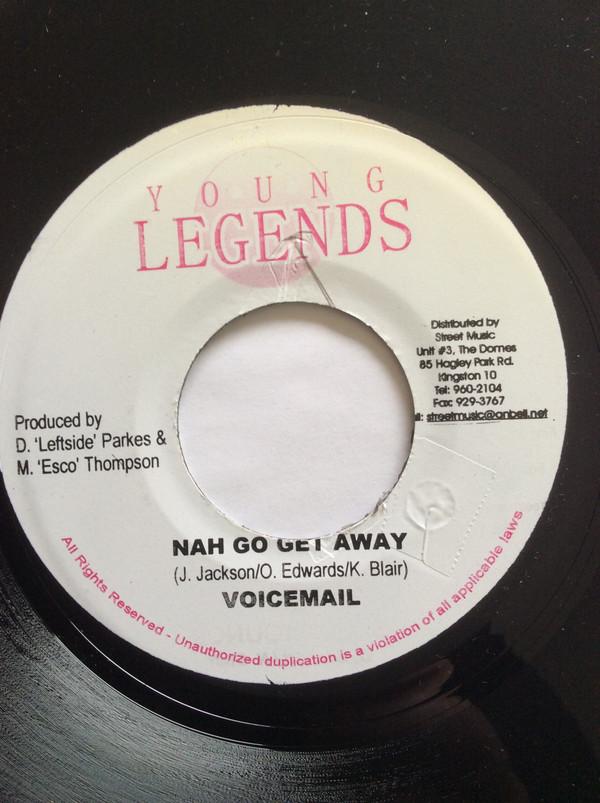 YOUNG
LEGENDS
Distributed by
Street Music
Unit #3, The Domes
85 Hagley Park Rd.
Kingston 10
Tel: 960-2104
Fax: 929-3767
streetmusic@anbell.net
Produced by
D. 'Leftside' Parkes &
M. 'Esco' Thompson
NAH GO GET AWAY
(J. Jackson/O. Edwards/K. Blair)
VOICEMAIL
All Rights Reserved - Unauthorized duplication is a violation of all applicable laws